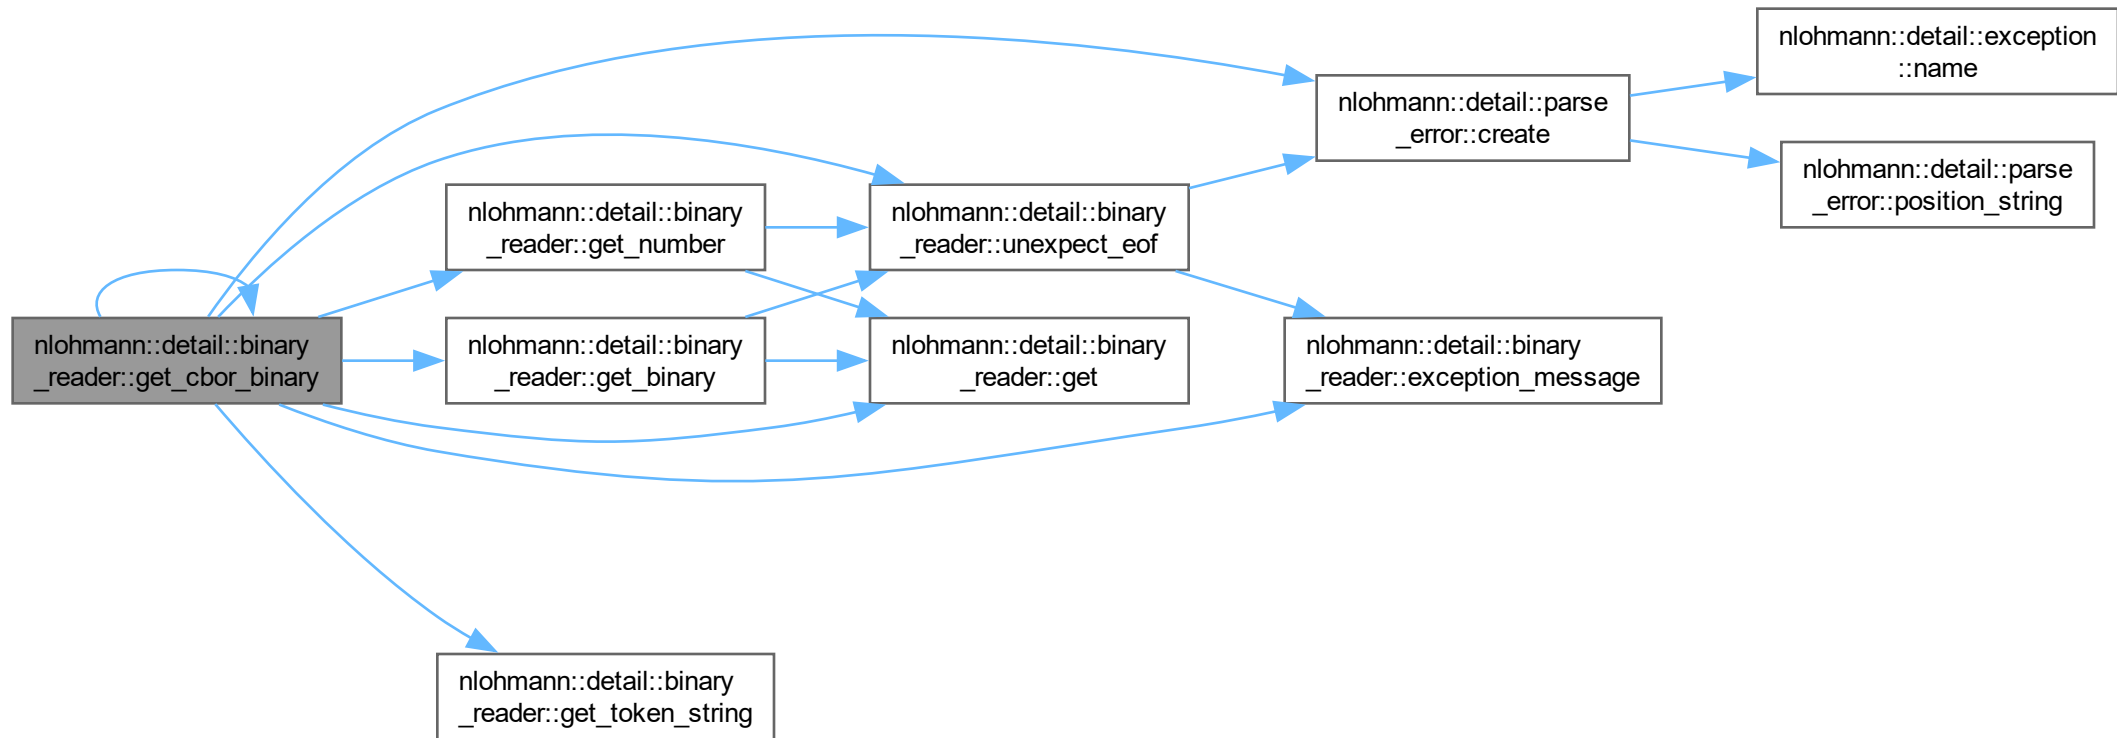 nlohmann::detail::exception
::name
nlohmann::detail::parse
_error::create
nlohmann::detail::parse
_error::position_string
nlohmann::detail::binary
_reader::get_number
nlohmann::detail::binary
_reader::unexpect_eof
nlohmann::detail::binary
_reader::get_cbor_binary
nlohmann::detail::binary
_reader::get_binary
nlohmann::detail::binary
_reader::get
nlohmann::detail::binary
_reader::exception_message
nlohmann::detail::binary
_reader::get_token_string